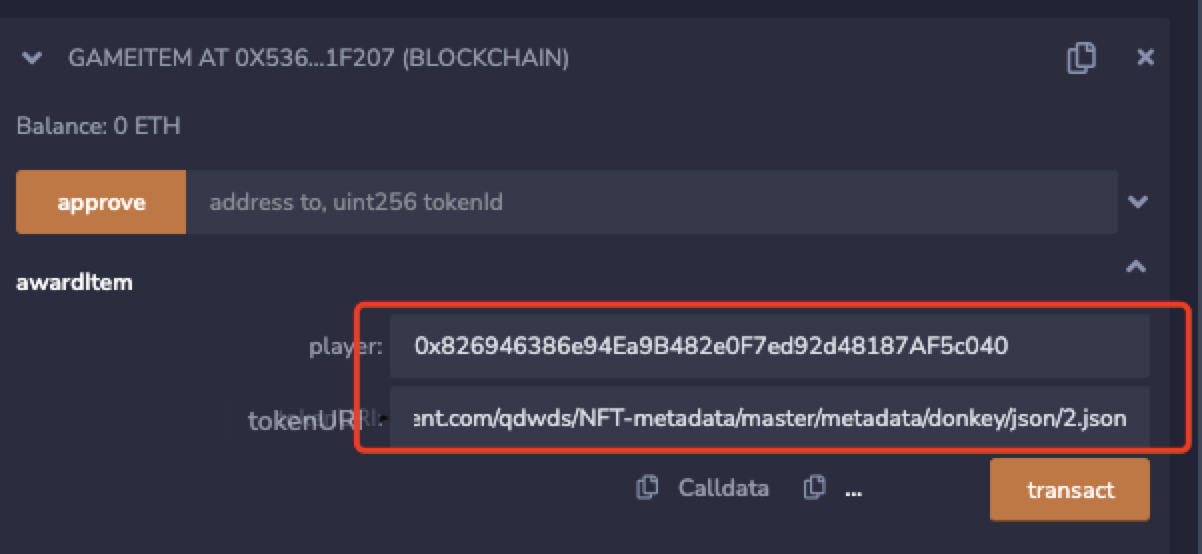 GAMEITEM AT 0X536...1F207 (BLOCKCHAIN)
Balance: 0 ETH
approve address to, uint256 tokenId
awardItem
player: 0x826946386e94Ea9B482e0F7ed92d48187AF5c040
tokenURI: ent.com/qdwds/NFT-metadata/master/metadata/donkey/json/2.json
Calldata ...
transact